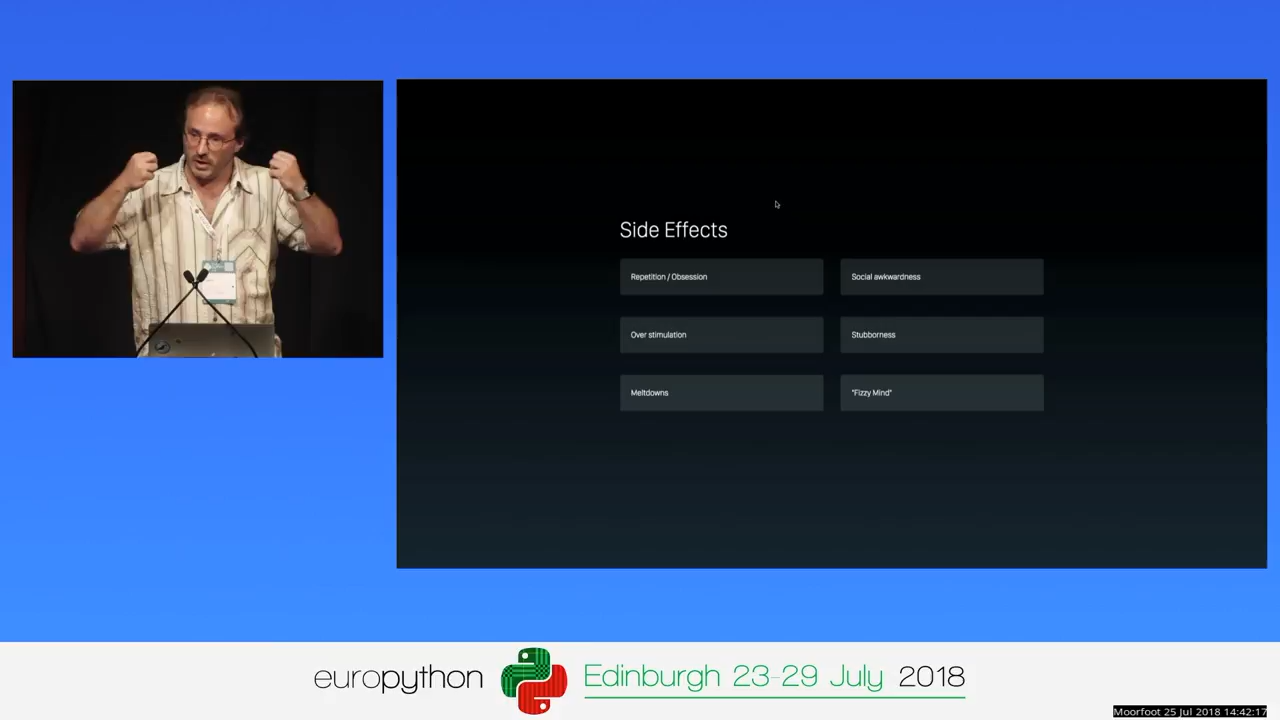 Side Effects
Repetition / Obsession
Social awkwardness
Over stimulation
Stubborness
Meltdowns
"Fizzy Mind"
europython
Edinburgh 23-29 July 2018
Moorfoot 25 Jul 2018 14:42:17